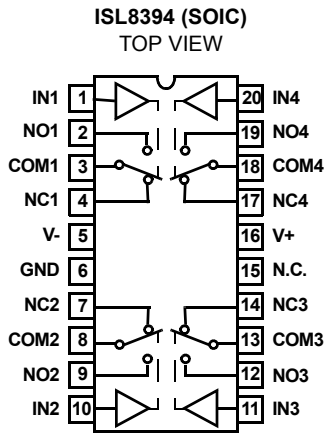 ISL8394 (SOIC)
TOP VIEW
IN1 1 20 IN4
NO1 2 19 NO4
COM1 3 18 COM4
NC1 4 17 NC4
V- 5 16 V+
GND 6 15 N.C.
NC2 7 14 NC3
COM2 8 13 COM3
NO2 9 12 NO3
IN2 10 11 IN3